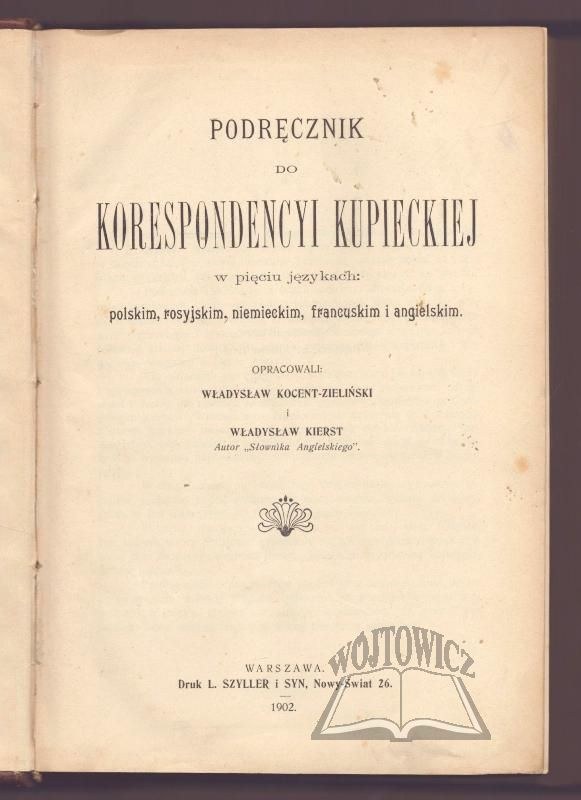 PODRĘCZNIK
DO
KORESPONDENCYI KUPIECKIEJ
w pięciu językach:
polskim, rosyjskim, niemieckim, francuskim i angielskim.
OPRACOWALI:
WŁADYSŁAW KOCENT-ZIELIŃSKI
i
WŁADYSŁAW KIERST
Autor „Słownika Angielskiego”.
WARSZAWA.
Druk L. SZYLLER i SYN, Nowy-Świat 26.
1902.
WÓJTOWICZ